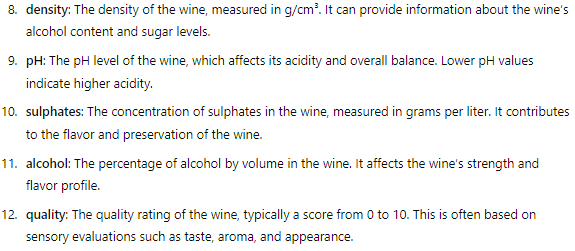 8. density: The density of the wine, measured in g/cm³. It can provide information about the wine's
alcohol content and sugar levels.
9. pH: The pH level of the wine, which affects its acidity and overall balance. Lower pH values
indicate higher acidity.
10. sulphates: The concentration of sulphates in the wine, measured in grams per liter. It contributes
to the flavor and preservation of the wine.
11. alcohol: The percentage of alcohol by volume in the wine. It affects the wine's strength and
flavor profile.
12. quality: The quality rating of the wine, typically a score from 0 to 10. This is often based on
sensory evaluations such as taste, aroma, and appearance.